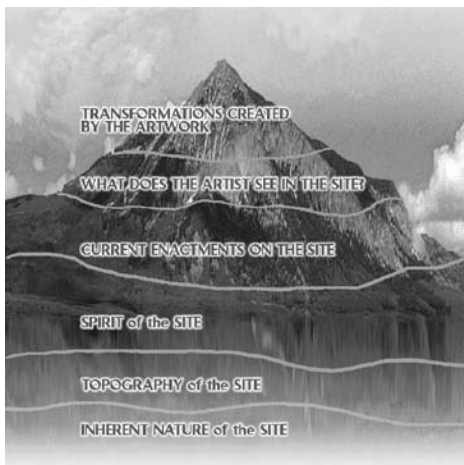 TRANSFORMATIONS CREATED
BY THE ARTWORK
WHAT DOES THE ARTIST SEE IN THE SITE?
CURRENT ENACTMENTS ON THE SITE
SPIRIT of the SITE
TOPOGRAPHY of the SITE
INHERENT NATURE of the SITE